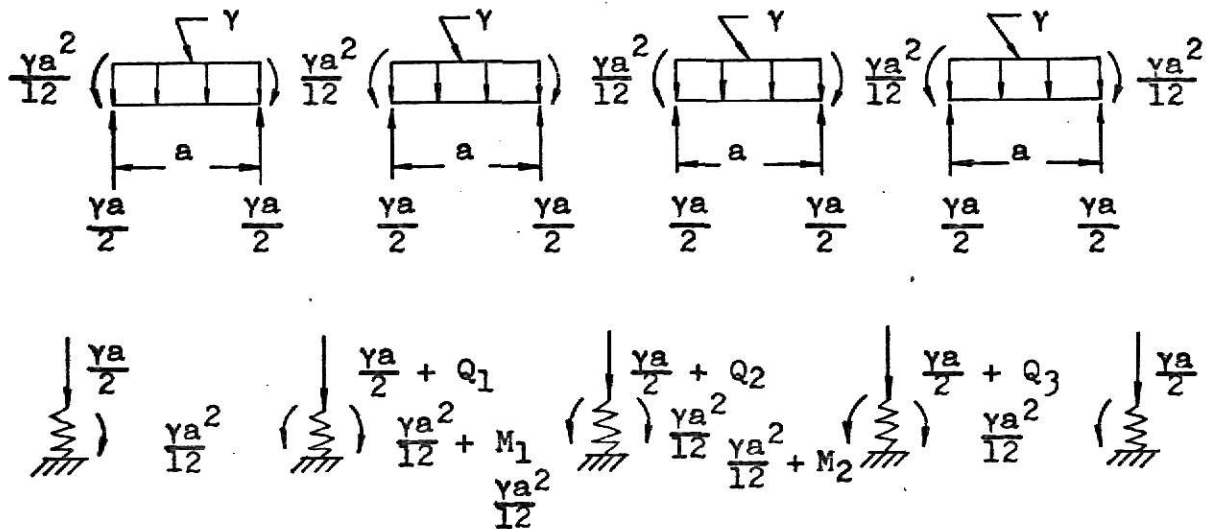 γ γ γ γ
γa²/12 γa²/12 γa²/12 γa²/12 γa²/12
a a a a
γa/2 γa/2 γa/2 γa/2 γa/2 γa/2 γa/2 γa/2
γa/2 γa/2 + Q₁ γa/2 + Q₂ γa/2 + Q₃ γa/2
γa²/12 γa²/12 + M₁ γa²/12 γa²/12 + M₂ γa²/12
γa²/12